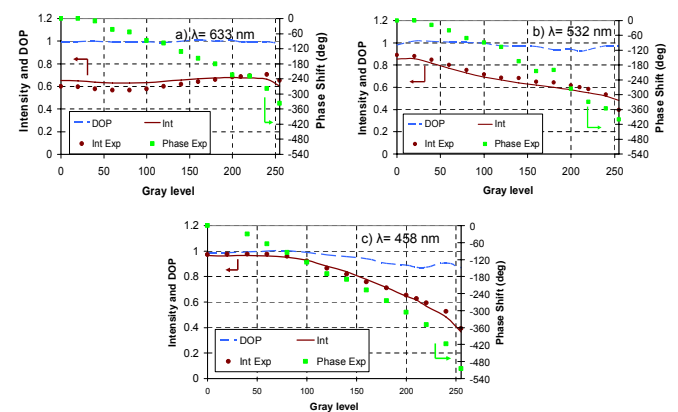 a) λ= 633 nm
Intensity and DOP
1.2
1
0.8
0.6
0.4
0.2
0
0
-60
-120
-180
-240
-300
-360
-420
-480
-540
Phase Shift (deg)
DOP
Int
Int Exp
Phase Exp
0 50 100 150 200 250
Gray level
b) λ= 532 nm
Intensity and DOP
1.2
1
0.8
0.6
0.4
0.2
0
0
-60
-120
-180
-240
-300
-360
-420
-480
-540
Phase Shift (deg)
DOP
Int
Int Exp
Phase Exp
0 50 100 150 200 250
Gray level
c) λ= 458 nm
Intensity and DOP
1.2
1
0.8
0.6
0.4
0.2
0
0
-60
-120
-180
-240
-300
-360
-420
-480
-540
Phase Shift (deg)
DOP
Int
Int Exp
Phase Exp
0 50 100 150 200 250
Gray level